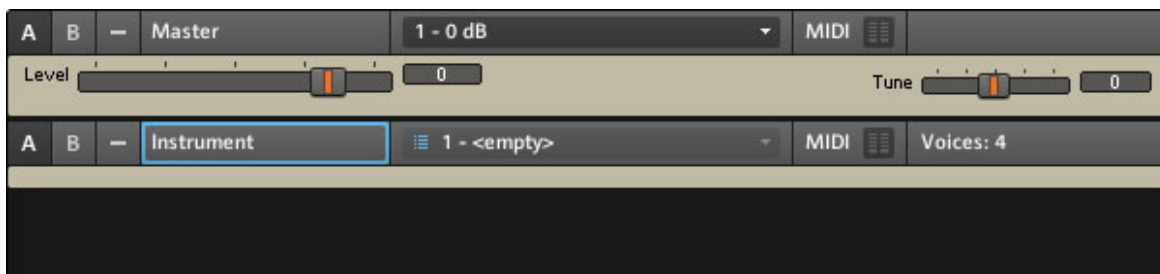 A B – Master 1 - 0 dB MIDI
Level 0 Tune 0
A B – Instrument 1 - <empty> MIDI Voices: 4